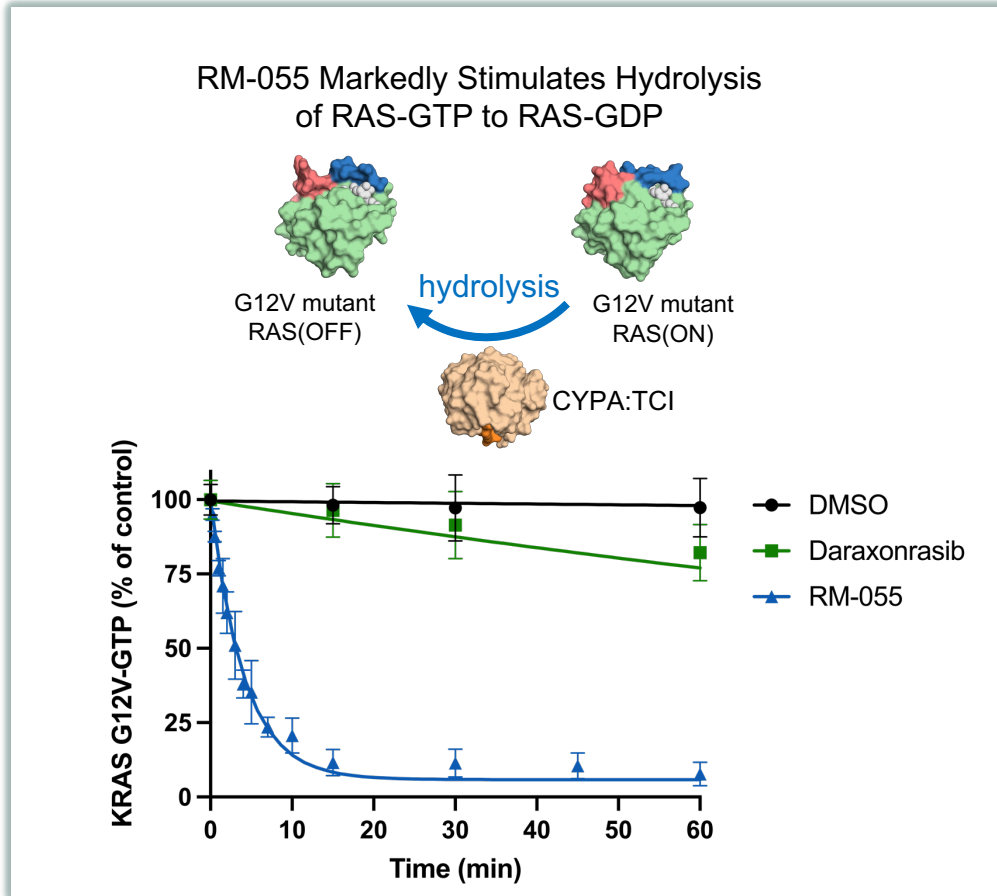 RM-055 Markedly Stimulates Hydrolysis
of RAS-GTP to RAS-GDP
hydrolysis
G12V mutant
RAS(OFF)
G12V mutant
RAS(ON)
CYPA:TCI
KRAS G12V-GTP (% of control)
100
75
50
25
0
0
10
20
30
40
50
60
Time (min)
DMSO
Daraxonrasib
RM-055